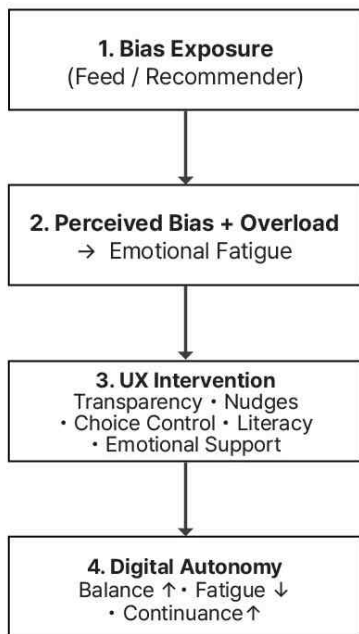 1. Bias Exposure
(Feed / Recommender)
2. Perceived Bias + Overload
→ Emotional Fatigue
3. UX Intervention
Transparency • Nudges
• Choice Control • Literacy
• Emotional Support
4. Digital Autonomy
Balance ↑ • Fatigue ↓
• Continuance ↑